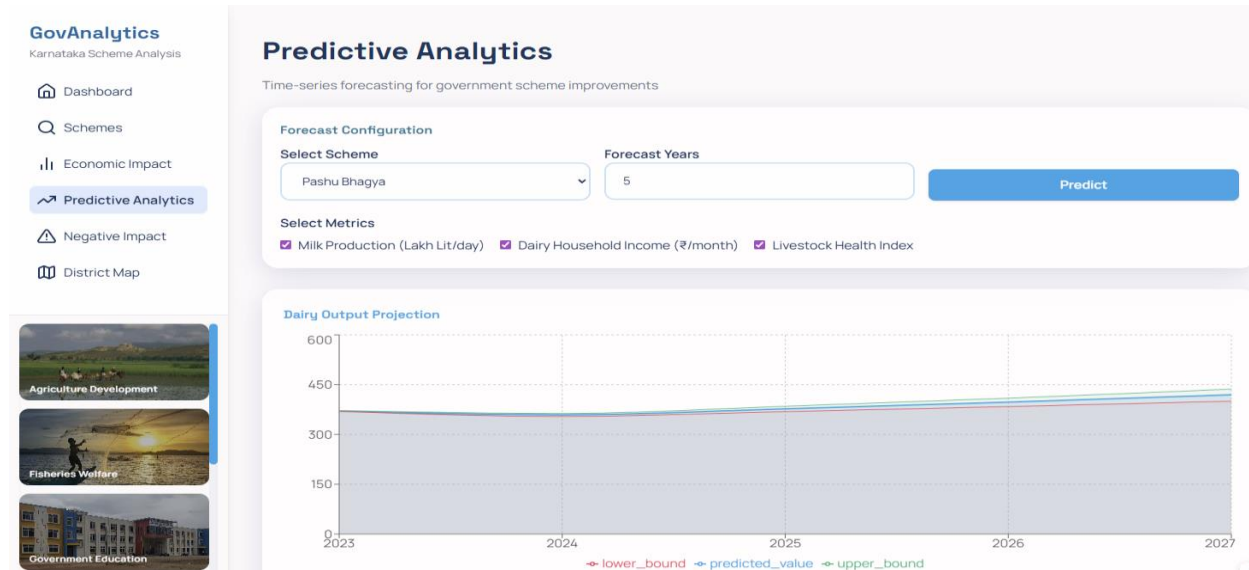 GovAnalytics
Karnataka Scheme Analysis
Dashboard
Schemes
Economic Impact
Predictive Analytics
Negative Impact
District Map
Agriculture Development
Fisheries Welfare
Government Education
Predictive Analytics
Time-series forecasting for government scheme improvements
Forecast Configuration
Select Scheme Forecast Years
Pashu Bhagya 5 Predict
Select Metrics
Milk Production (Lakh Lit/day) Dairy Household Income (₹/month) Livestock Health Index
Dairy Output Projection
600
450
300
150
0
2023 2024 2025 2026 2027
lower_bound predicted_value upper_bound